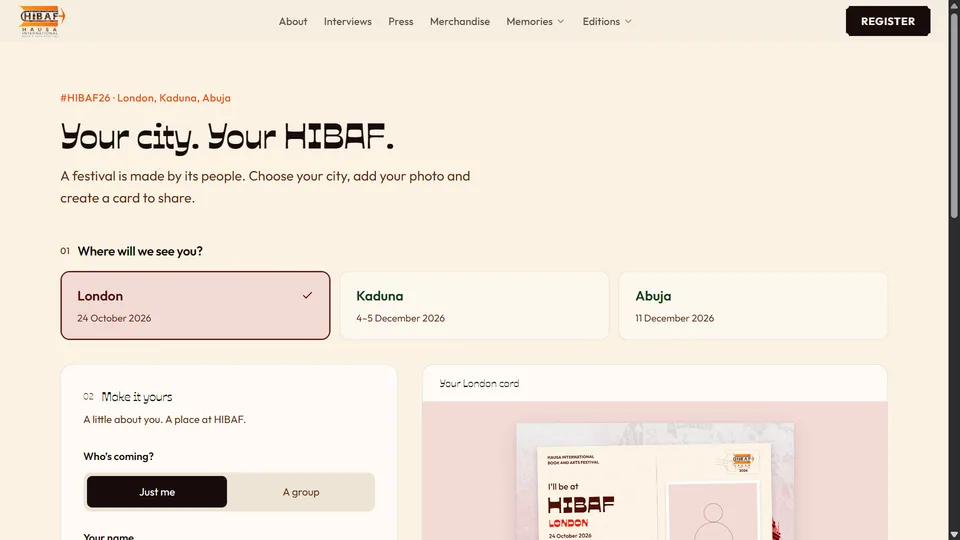 HIBAF
HAUSA
INTERNATIONAL
About
Interviews
Press
Merchandise
Memories
Editions
REGISTER
#HIBAF26 · London, Kaduna, Abuja
Your city. Your HIBAF.
A festival is made by its people. Choose your city, add your photo and
create a card to share.
01 Where will we see you?
London
24 October 2026
Kaduna
4–5 December 2026
Abuja
11 December 2026
02 Make it yours
A little about you. A place at HIBAF.
Who's coming?
Just me
A group
Your name
Your London card
HAUSA INTERNATIONAL
BOOK AND ARTS FESTIVAL
HIBAF
HAUSA
2026
I'll be at
HIBAF
LONDON
24 October 2026